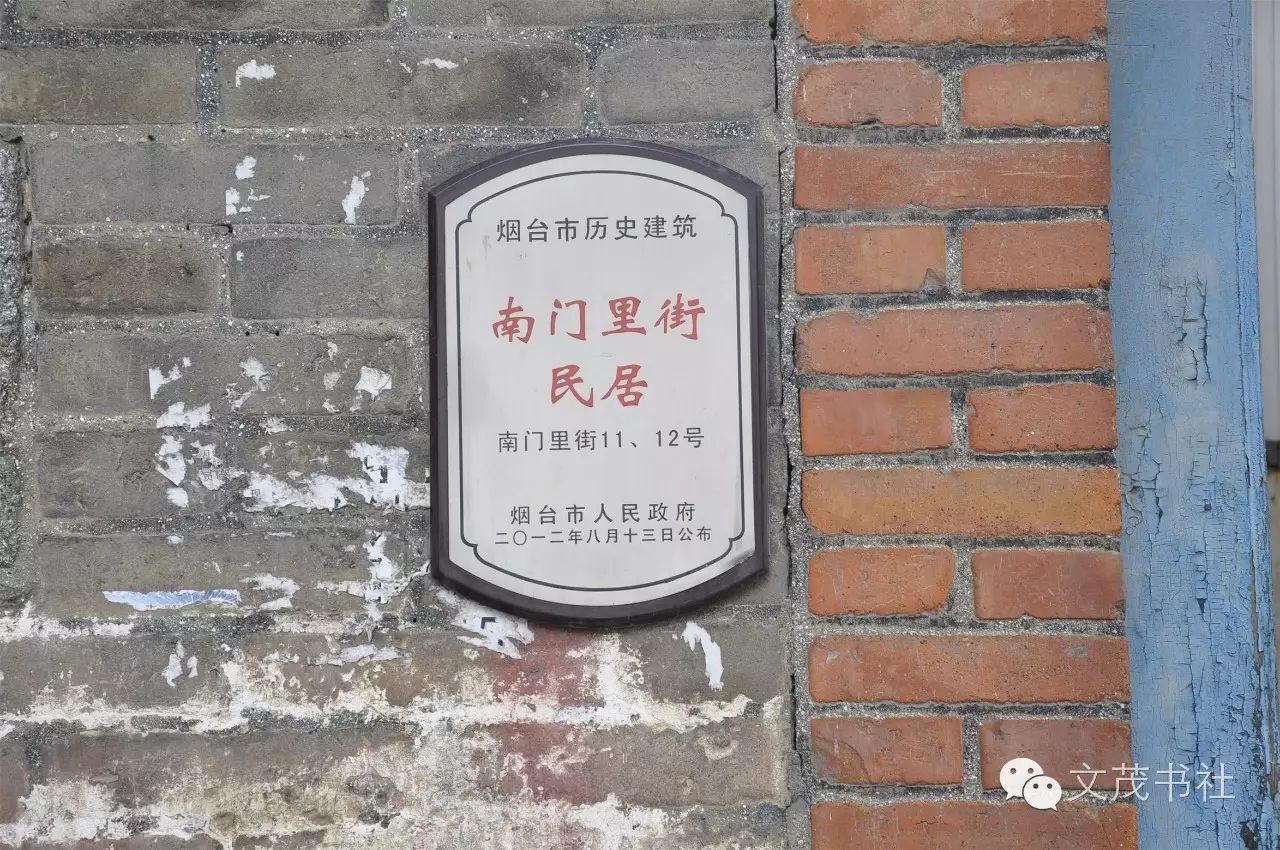 烟台市历史建筑
南门里街
民居
南门里街11、12号
烟台市人民政府
二〇一二年八月十三日公布
文茂书社